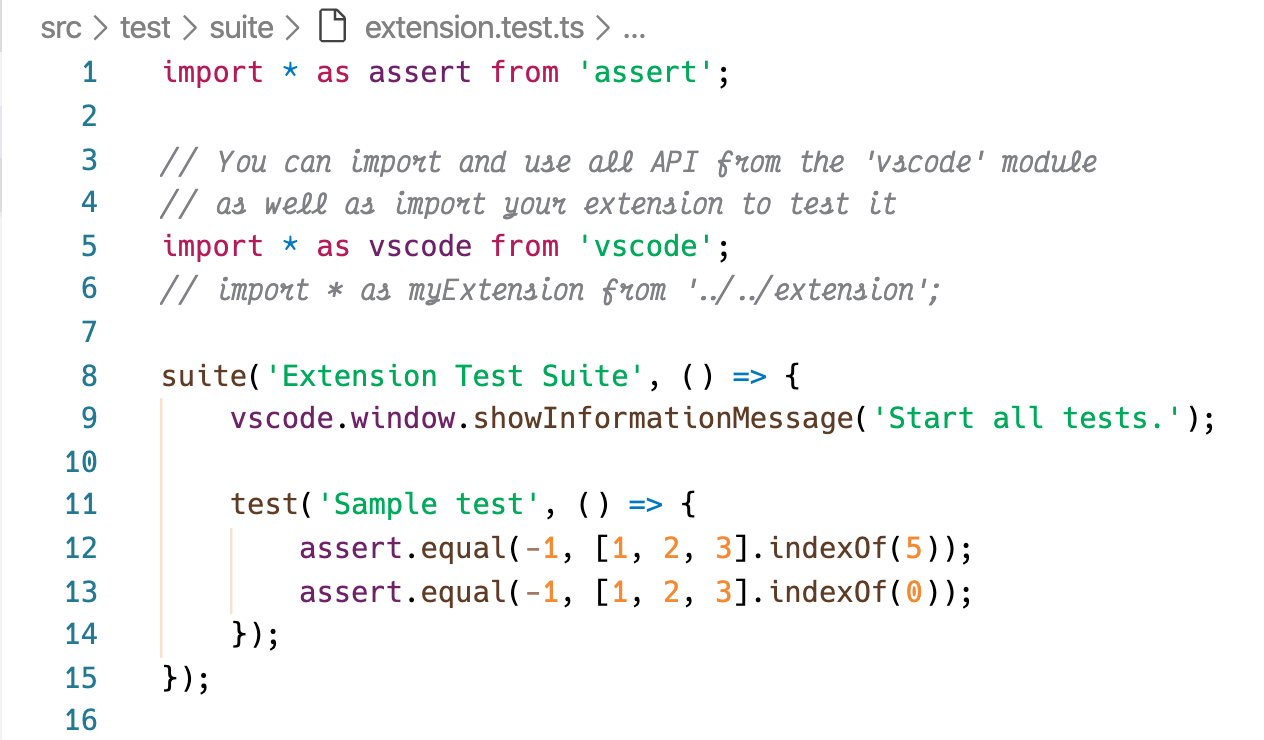 src > test > suite > extension.test.ts > ...
1 import * as assert from 'assert';
2
3 // You can import and use all API from the 'vscode' module
4 // as well as import your extension to test it
5 import * as vscode from 'vscode';
6 // import * as myExtension from '../../extension';
7
8 suite('Extension Test Suite', () => {
9     vscode.window.showInformationMessage('Start all tests.');
10
11     test('Sample test', () => {
12         assert.equal(-1, [1, 2, 3].indexOf(5));
13         assert.equal(-1, [1, 2, 3].indexOf(0));
14     });
15 });
16